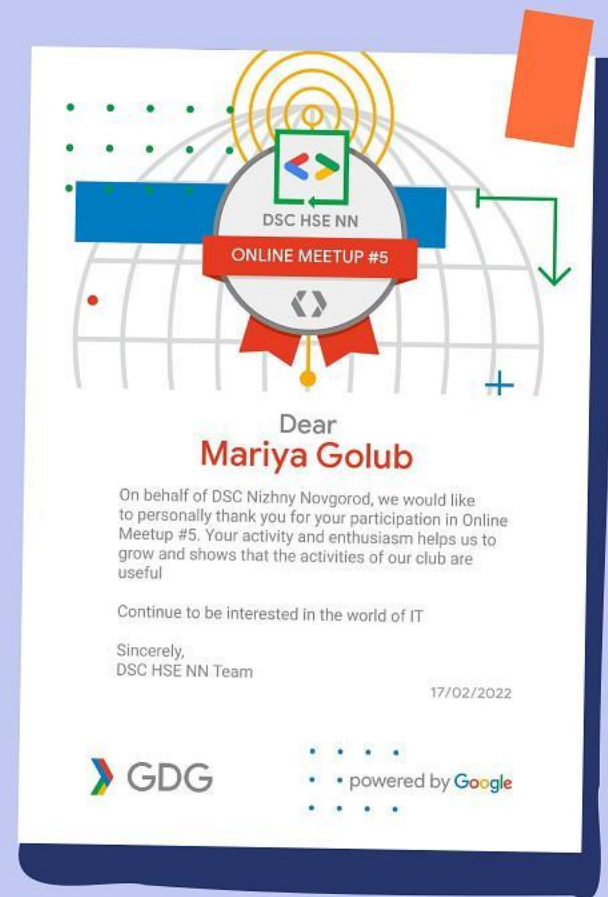 DSC HSE NN
ONLINE MEETUP #5
Dear
Mariya Golub
On behalf of DSC Nizhny Novgorod, we would like
to personally thank you for your participation in Online
Meetup #5. Your activity and enthusiasm helps us to
grow and shows that the activities of our club are
useful
Continue to be interested in the world of IT
Sincerely,
DSC HSE NN Team
17/02/2022
GDG
powered by Google